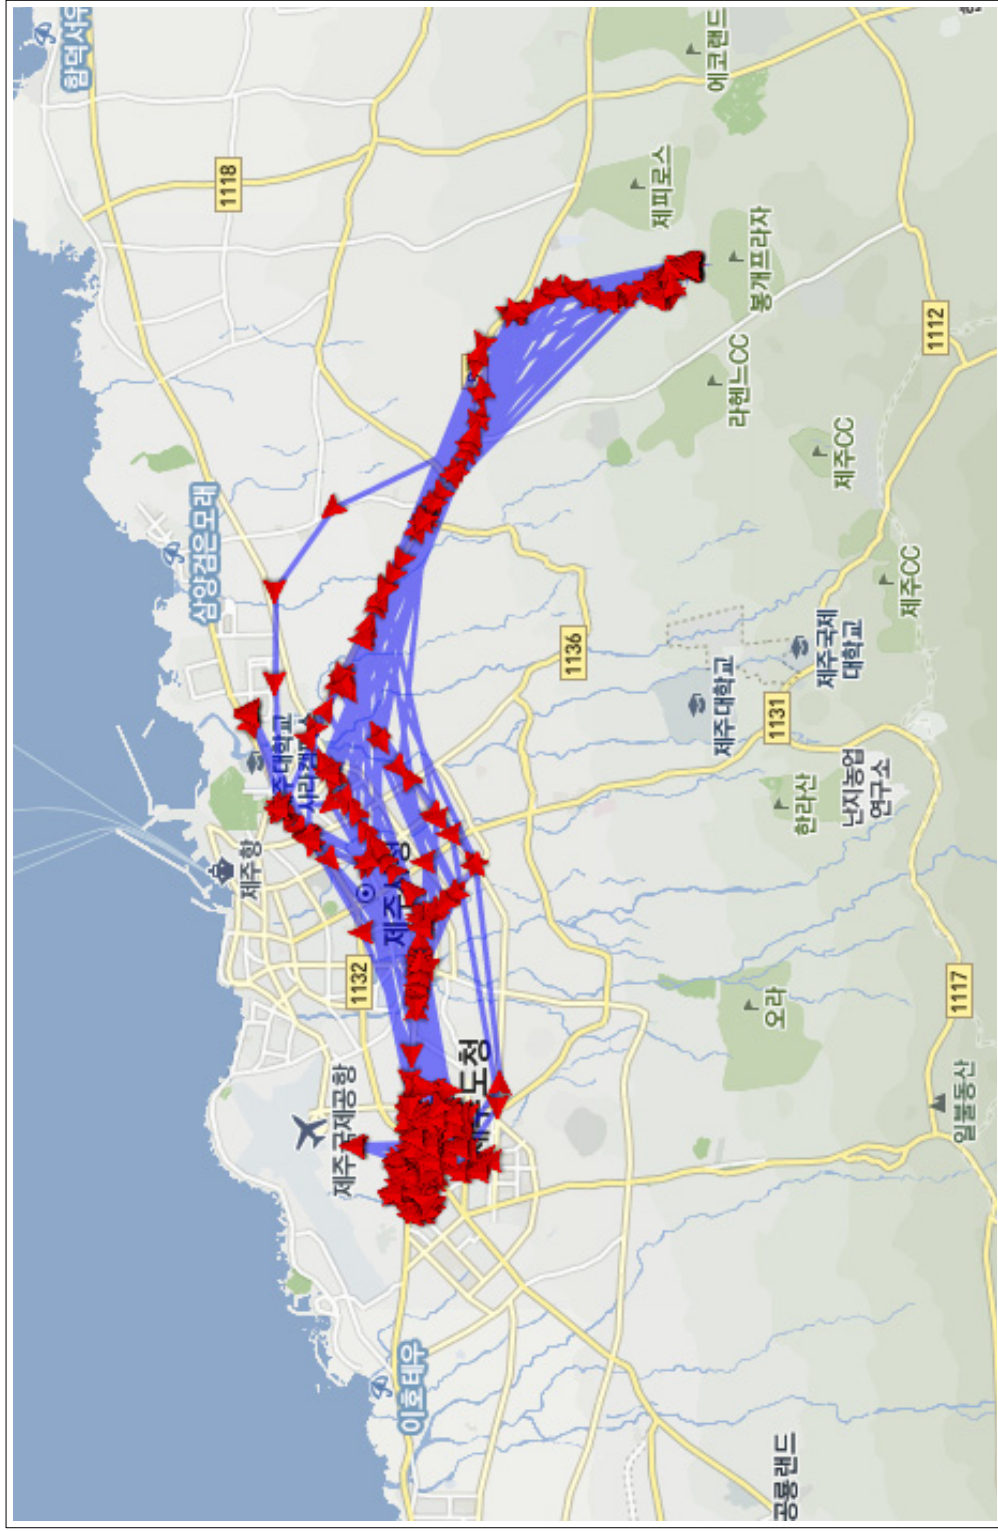 이호테우
공룡랜드
제주국제공항
도청
1132
제주항
오라
1117
일불동산
한라산
난지농업
연구소
1131
제주대학교
제주국제
대학교
1136
삼양검은모래
제주CC
제주CC
라헨느CC
1112
봉개프라자
제피로스
1118
에코랜드
함덕서우